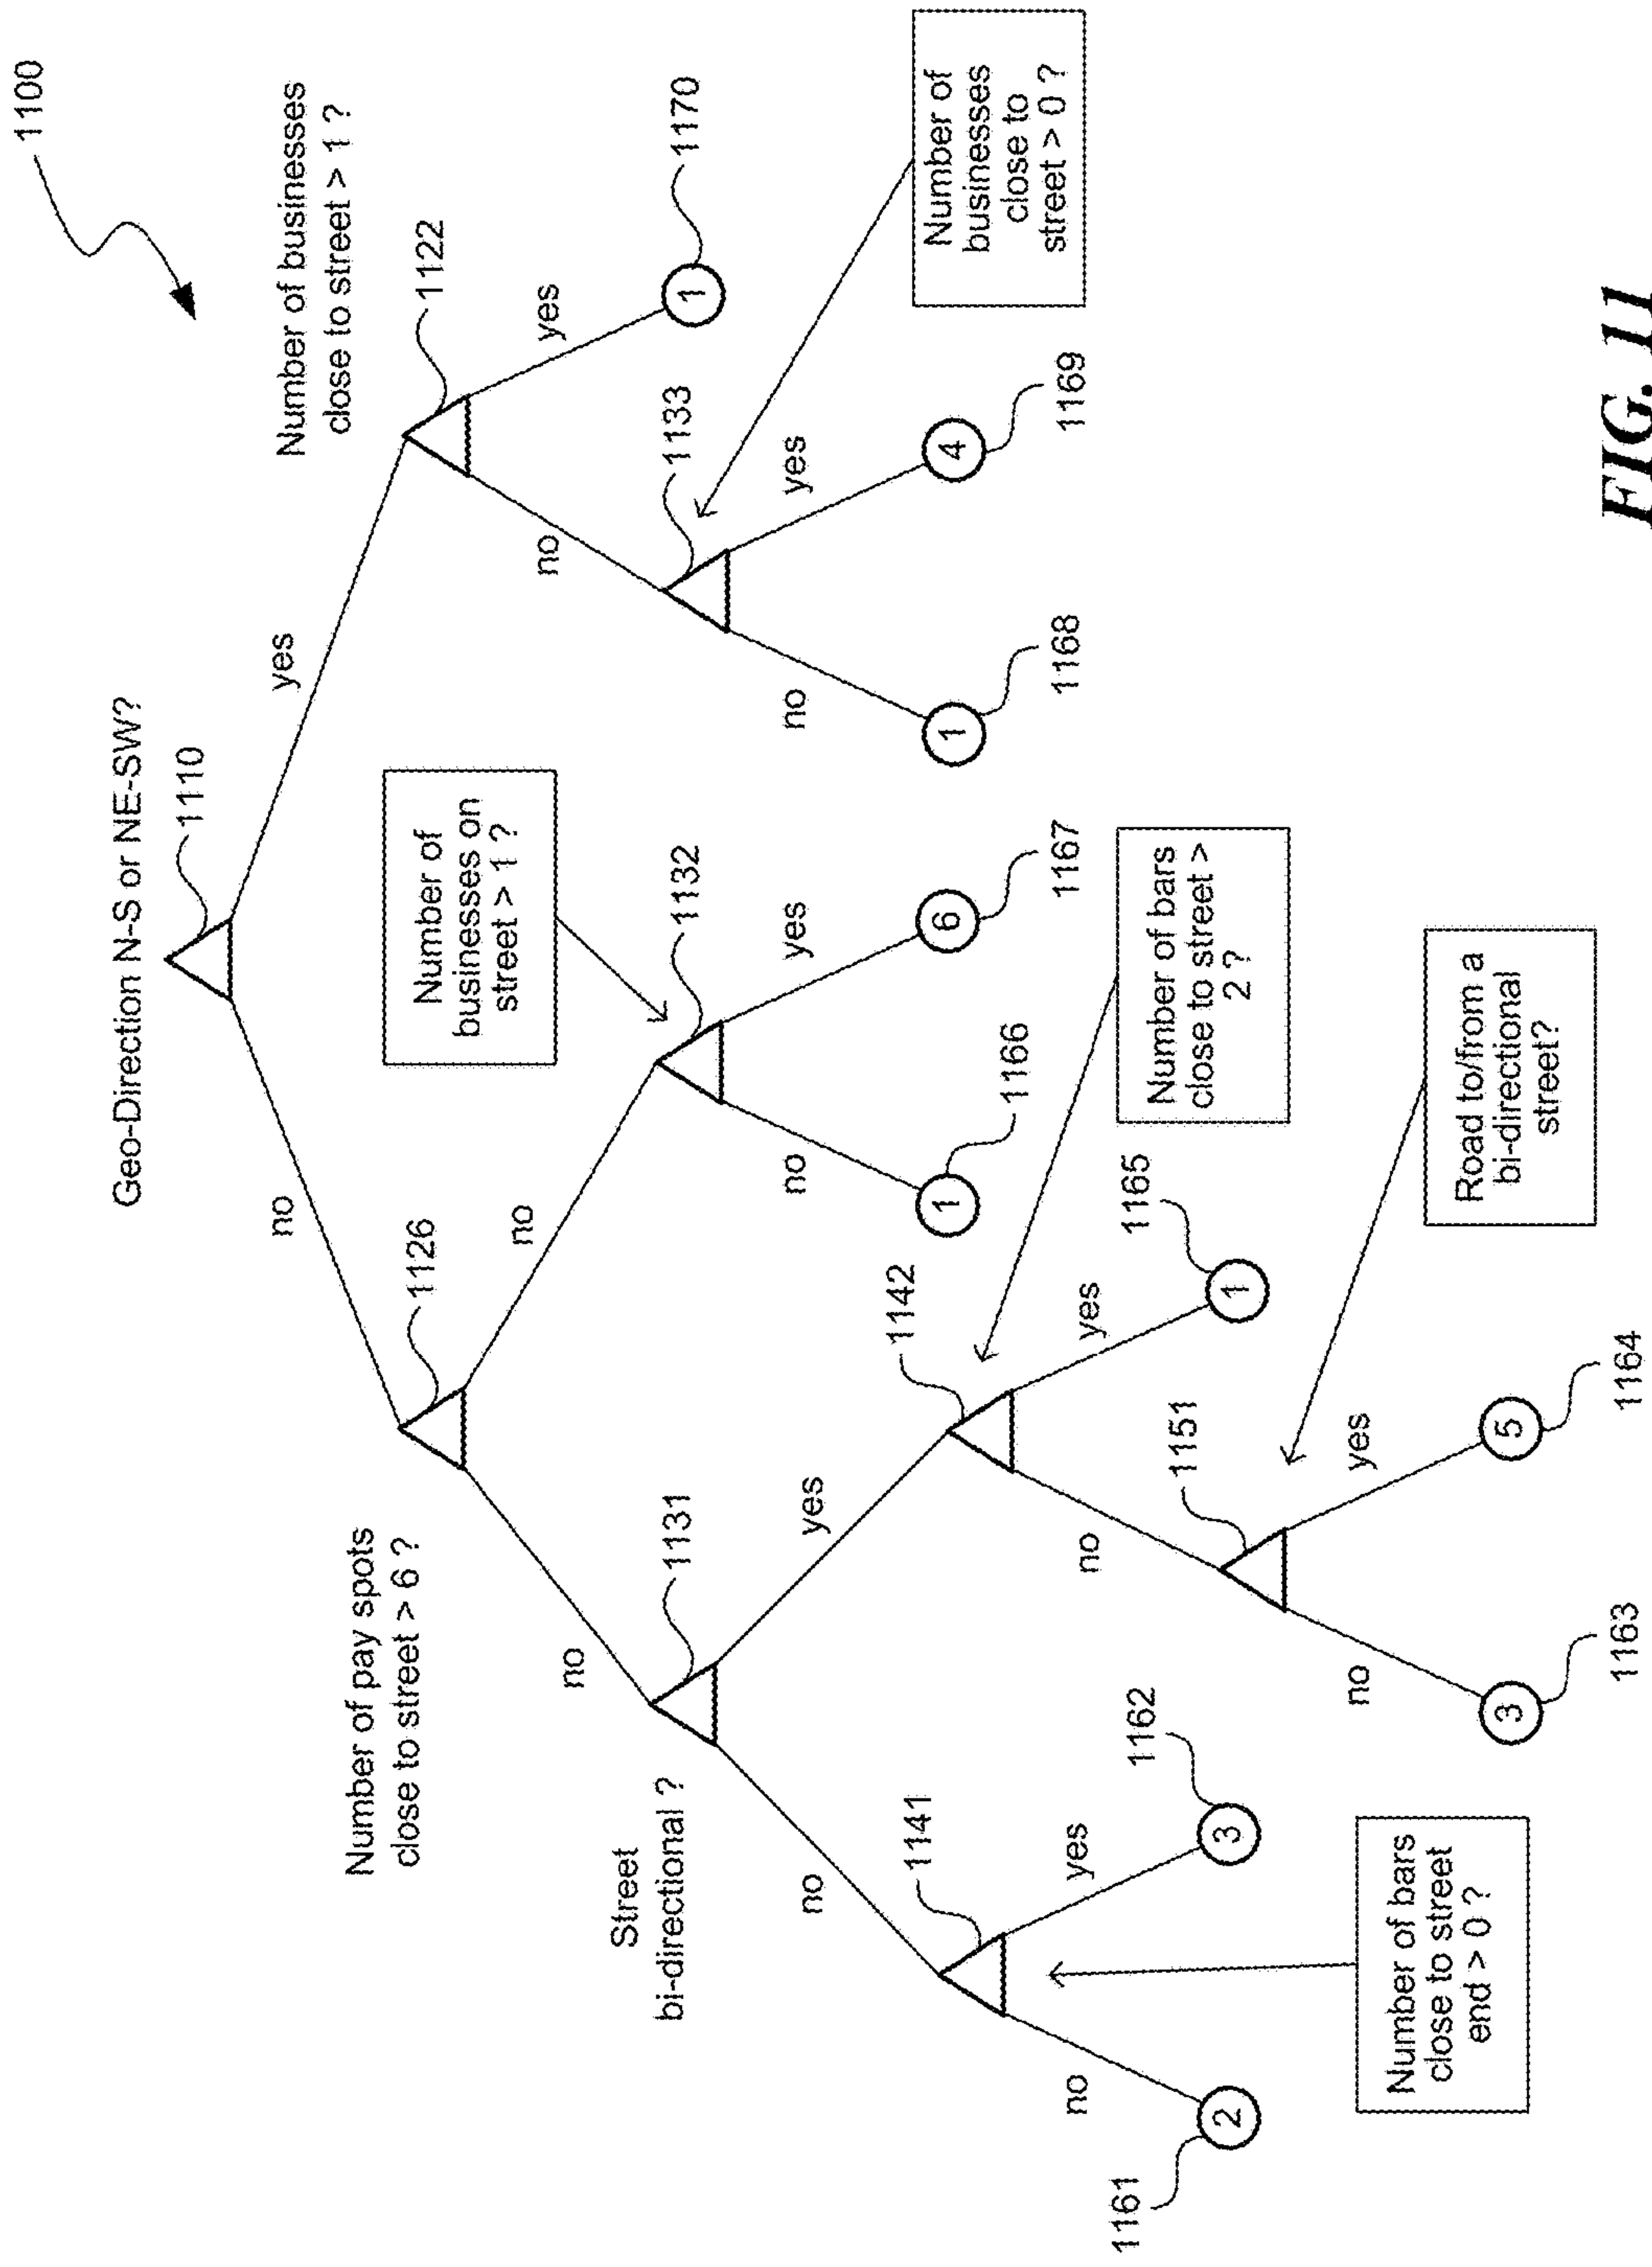 1100
Geo-Direction N-S or NE-SW?
1110
no
yes
Number of businesses
close to street > 1 ?
1122
Number of pay spots
close to street > 6 ?
1126
no
no
no
yes
1170
1
Number of
businesses on
street > 1 ?
Street
bi-directional ?
1131
1132
1133
no
yes
no
yes
no
yes
Number of
businesses
close to
street > 0 ?
1
1166
6
1167
1
1168
4
1169
1141
1142
no
yes
no
yes
Number of bars
close to street >
2 ?
1161
2
3
1162
1
1165
1151
no
yes
Number of bars
close to street
end > 0 ?
Road to/from a
bi-directional
street?
3
1163
5
1164
FIG. 11